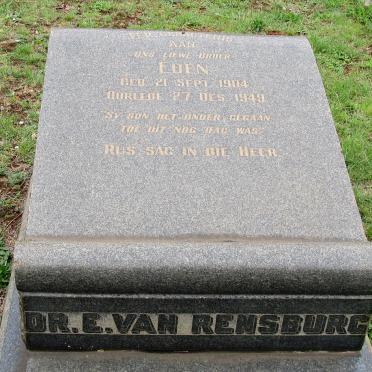 AAN
ONS LIEWE BROER
EDEN
GEB. 21 SEPT. 1904
OORLEDE 27 DES. 1949
SY SON HET ONDER GEGAAN
TOE DIT "NOG DAG WAS"
RUS SAG IN DIE HEER
DR. E. VAN RENSBURG